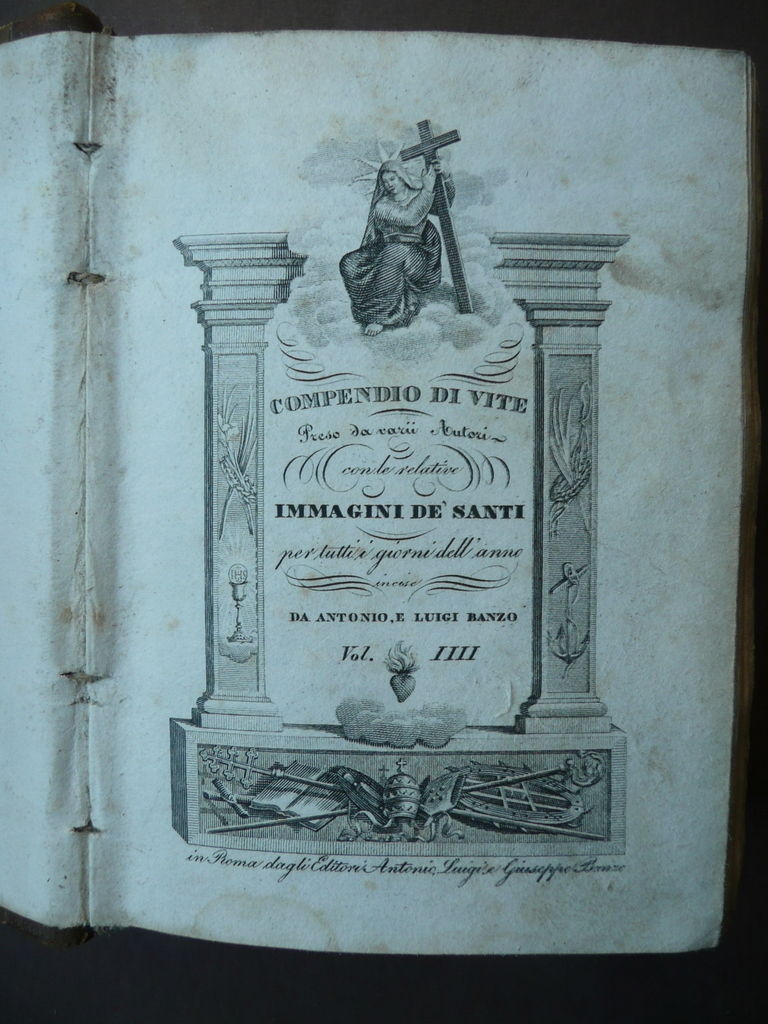 COMPENDIO DI VITE
Preso da varii Autori
con le relative
IMMAGINI DE' SANTI
per tutti i giorni dell'anno
incise
DA ANTONIO, E LUIGI BANZO
Vol. IIII
IHS
in Roma dagli Editori Antonio, Luigi, e Giuseppe Banzo